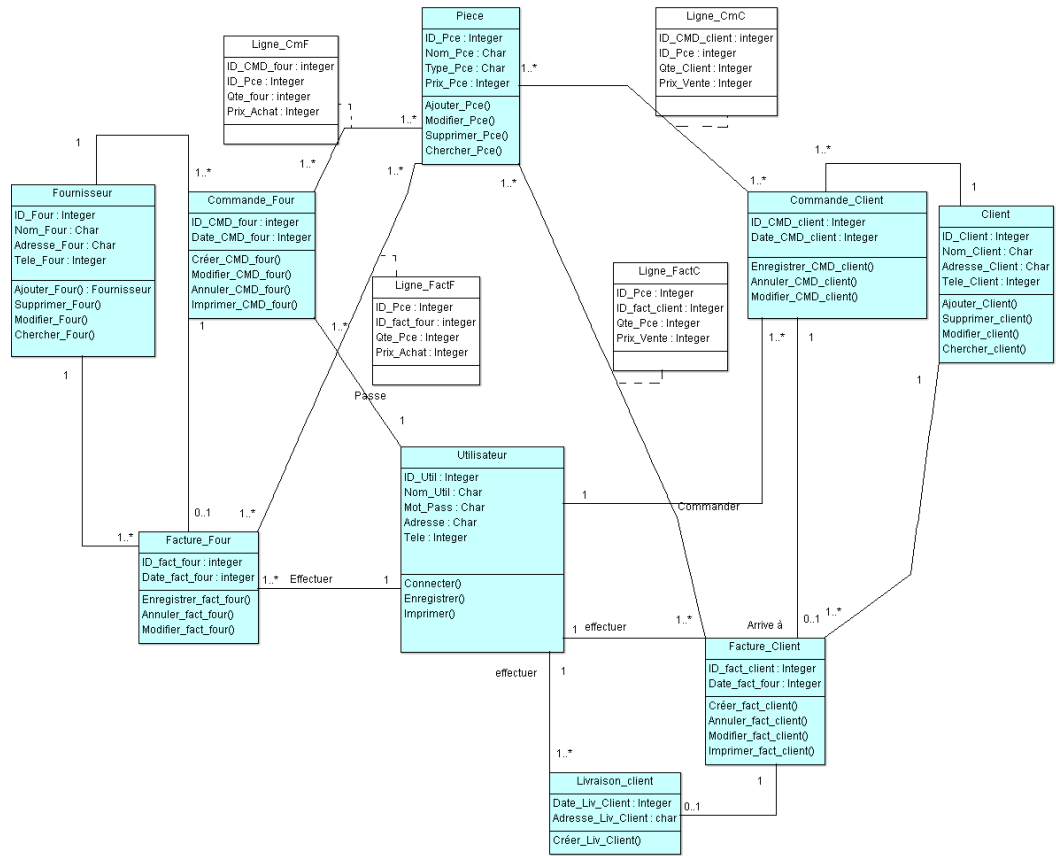 Piece
ID_Pce : Integer
Nom_Pce : Char
Type_Pce : Char
Prix_Pce : Integer
Ajouter_Pce()
Modifier_Pce()
Supprimer_Pce()
Chercher_Pce()
Ligne_CmC
ID_CMD_client : integer
ID_Pce : integer
Qte_Client : Integer
Prix_Vente : Integer
Ligne_CmF
ID_CMD_four : integer
ID_Pce : Integer
Qte_four : integer
Prix_Achat : Integer
1..*
1..*
1..*
1..*
1..*
1..*
1
1..*
1..*
1
Fournisseur
ID_Four : Integer
Nom_Four : Char
Adresse_Four : Char
Tele_Four : Integer
Ajouter_Four() : Fournisseur
Supprimer_Four()
Modifier_Four()
Chercher_Four()
Commande_Four
ID_CMD_four : integer
Date_CMD_four : Integer
Créer_CMD_four()
Modifier_CMD_four()
Annuler_CMD_four()
Imprimer_CMD_four()
Commande_Client
ID_CMD_client : Integer
Date_CMD_client : Integer
Enregistrer_CMD_client()
Annuler_CMD_client()
Modifier_CMD_client()
Client
ID_Client : Integer
Nom_Client : Char
Adresse_Client : Char
Tele_Client : Integer
Ajouter_Client()
Supprimer_client()
Modifier_client()
Chercher_client()
Ligne_FactF
ID_Pce : Integer
ID_fact_four : integer
Qte_Pce : Integer
Prix_Achat : Integer
Ligne_FactC
ID_Pce : Integer
ID_fact_client : Integer
Qte_Pce : Integer
Prix_Vente : Integer
1
1..*
1..*
1
1
1
Passe
1
Utilisateur
ID_Util : Integer
Nom_Util : Char
Mot_Pass : Char
Adresse : Char
Tele : Integer
Connecter()
Enregistrer()
Imprimer()
1
Commander
0..1
1..*
1..*
Facture_Four
ID_fact_four : integer
Date_fact_four : integer
Enregistrer_fact_four()
Annuler_fact_four()
Modifier_fact_four()
1..*
Effectuer
1
1
effectuer
1..*
Arrive à
0..1
1..*
Facture_Client
ID_fact_client : Integer
Date_fact_four : Integer
Créer_fact_client()
Annuler_fact_client()
Modifier_fact_client()
Imprimer_fact_client()
effectuer
1
1..*
Livraison_client
Date_Liv_Client : Integer
Adresse_Liv_Client : char
Créer_Liv_Client()
0..1
1